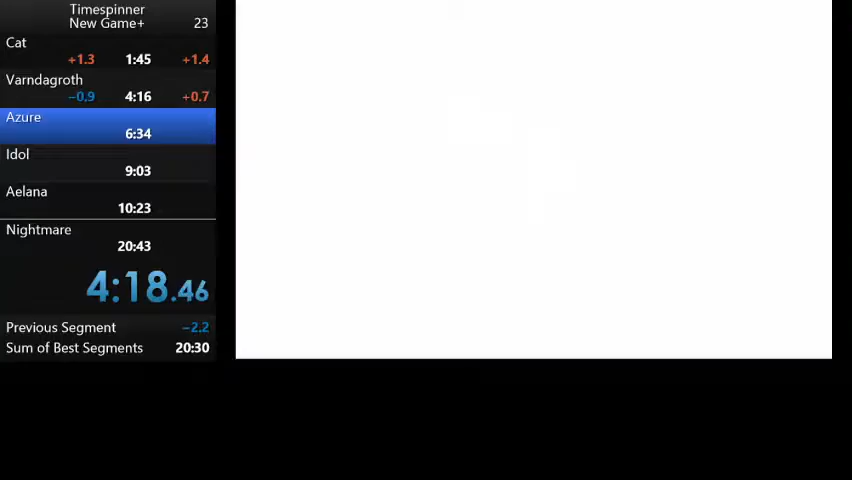 Timespinner
New Game+ 23
Cat
+1.3 1:45 +1.4
Varndagroth
−0.9 4:16 +0.7
Azure
6:34
Idol
9:03
Aelana
10:23
Nightmare
20:43
4:18.46
Previous Segment −2.2
Sum of Best Segments 20:30